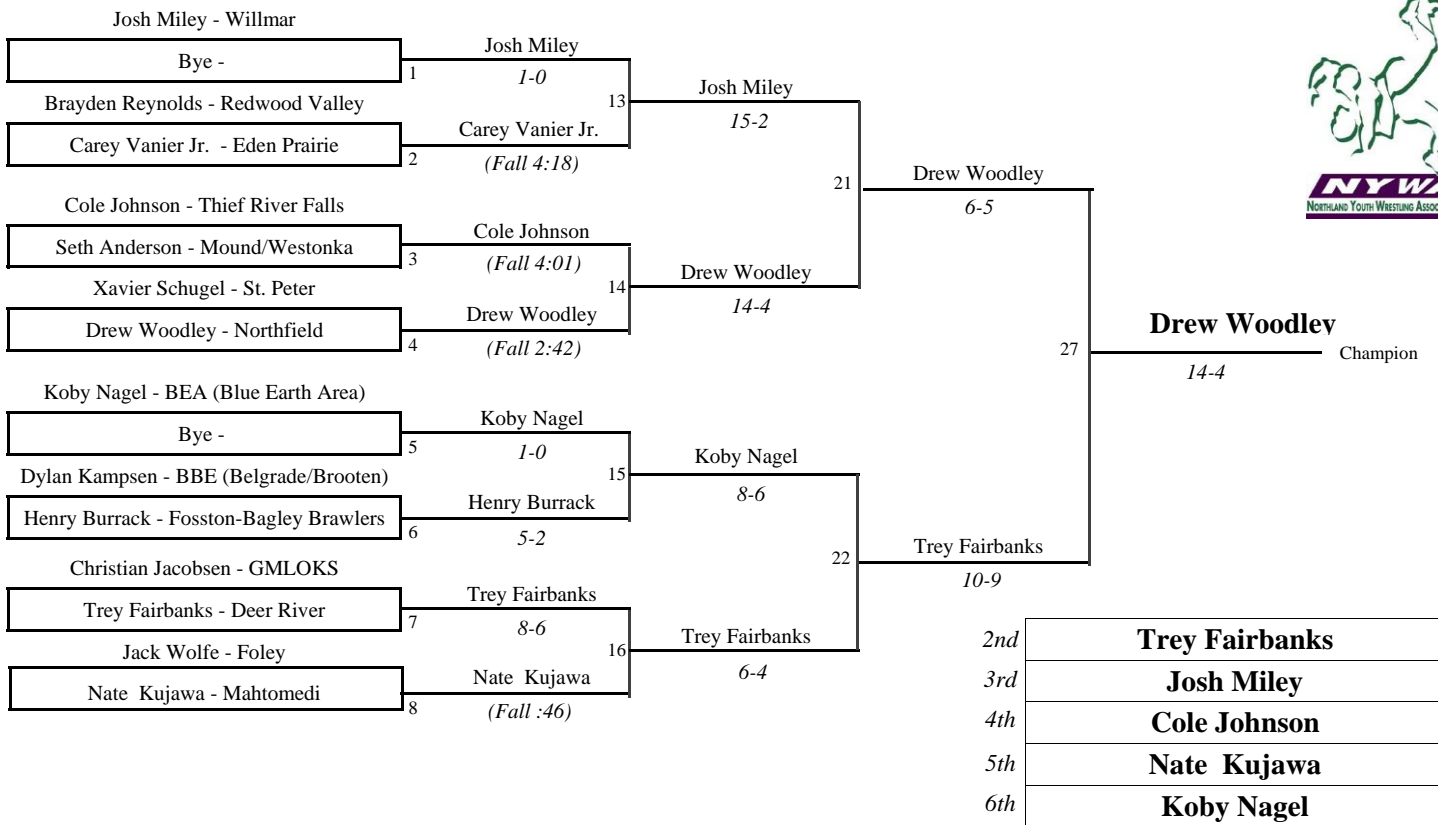 Josh Miley - Willmar
Bye -
1
Josh Miley
1-0
Brayden Reynolds - Redwood Valley
Carey Vanier Jr. - Eden Prairie
2
Carey Vanier Jr.
(Fall 4:18)
13
Josh Miley
15-2
Cole Johnson - Thief River Falls
Seth Anderson - Mound/Westonka
3
Cole Johnson
(Fall 4:01)
Xavier Schugel - St. Peter
Drew Woodley - Northfield
4
Drew Woodley
(Fall 2:42)
14
Drew Woodley
14-4
21
Drew Woodley
6-5
Koby Nagel - BEA (Blue Earth Area)
Bye -
5
Koby Nagel
1-0
Dylan Kampsen - BBE (Belgrade/Brooten)
Henry Burrack - Fosston-Bagley Brawlers
6
Henry Burrack
5-2
15
Koby Nagel
8-6
Christian Jacobsen - GMLOKS
Trey Fairbanks - Deer River
7
Trey Fairbanks
8-6
Jack Wolfe - Foley
Nate Kujawa - Mahtomedi
8
Nate Kujawa
(Fall :46)
16
Trey Fairbanks
6-4
22
Trey Fairbanks
10-9
27
Drew Woodley
Champion
14-4
2nd Trey Fairbanks
3rd Josh Miley
4th Cole Johnson
5th Nate Kujawa
6th Koby Nagel
NORTHLAND YOUTH WRESTLING